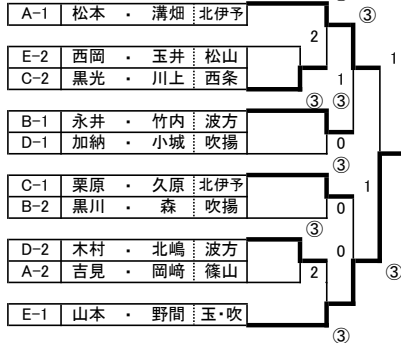 A-1 松本 ・ 溝畑 北伊予
③
2
1
E-2 西岡 ・ 玉井 松山
C-2 黒光 ・ 川上 西条
1
③ ③
B-1 永井 ・ 竹内 波方
D-1 加納 ・ 小城 吹揚
0
③
C-1 栗原 ・ 久原 北伊予
1
B-2 黒川 ・ 森 吹揚
0
③
D-2 木村 ・ 北嶋 波方
0
A-2 吉見 ・ 岡﨑 篠山
2
③
E-1 山本 ・ 野間 玉・吹
③